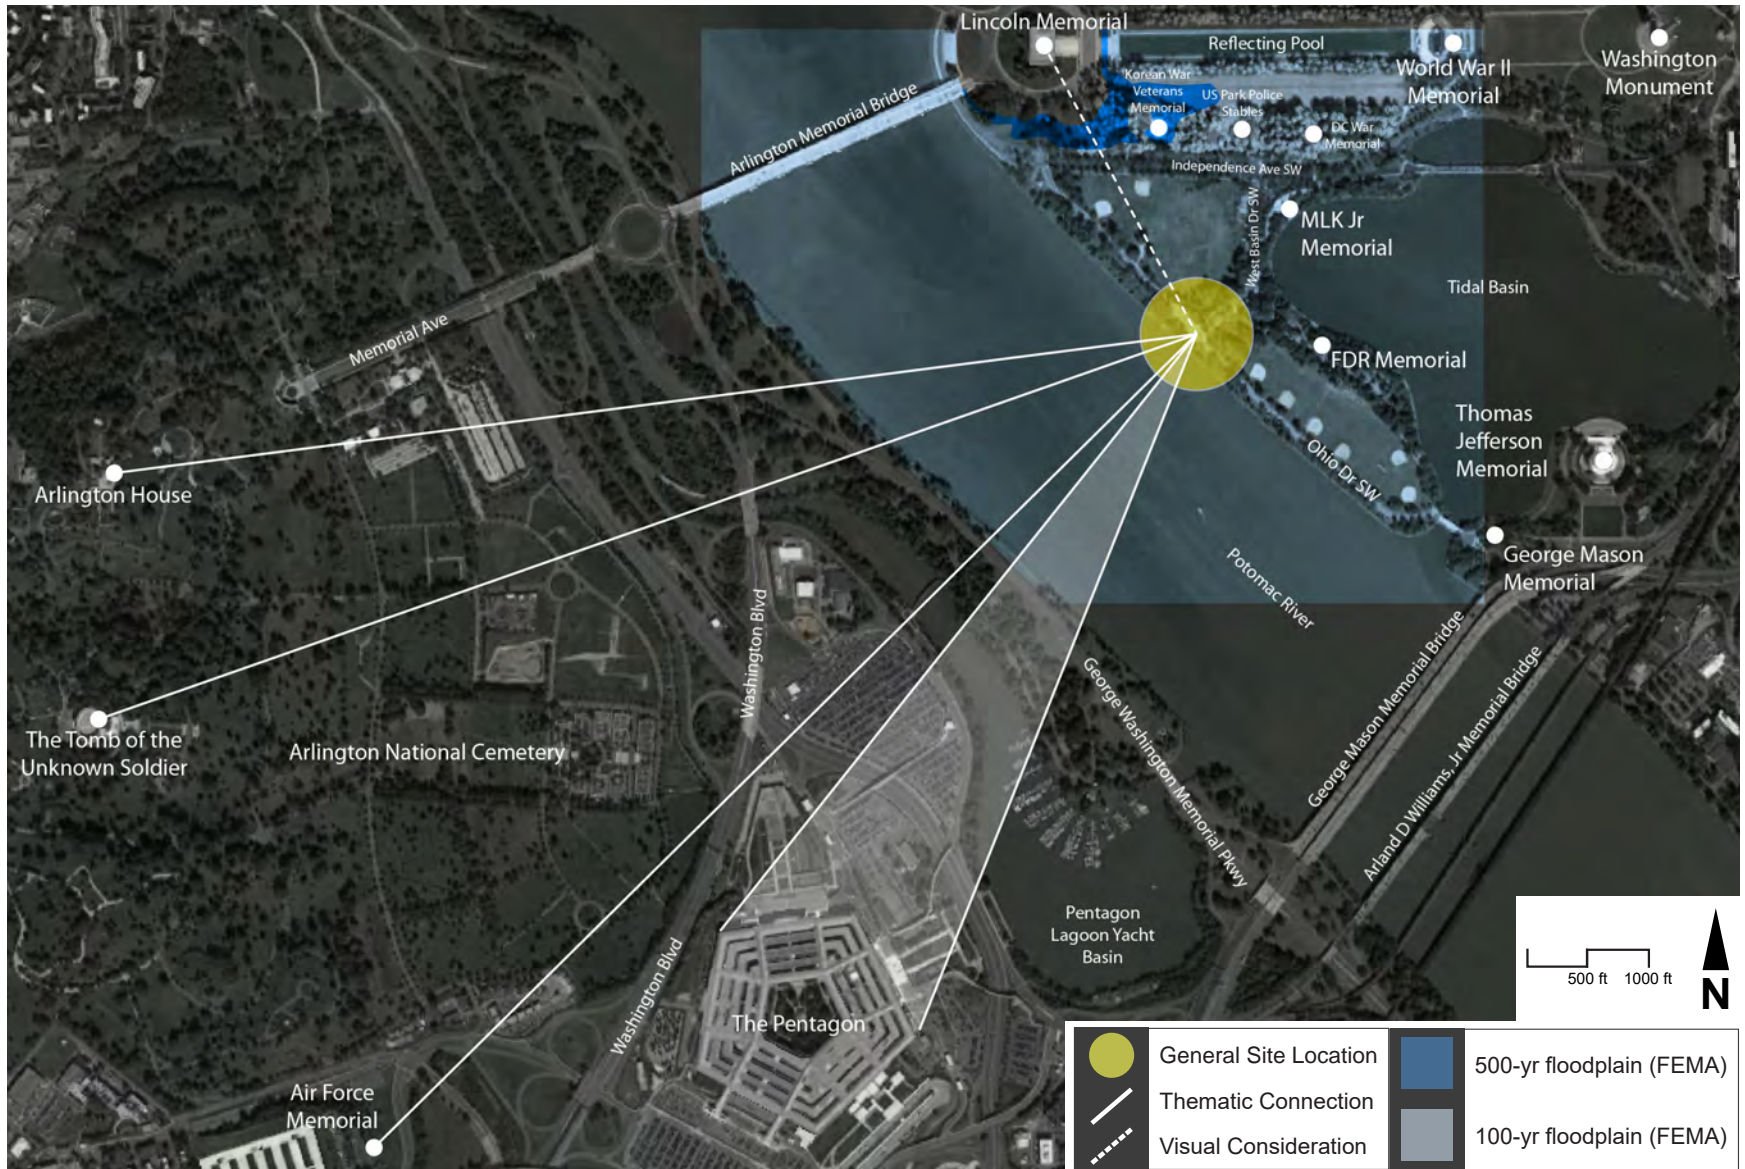 Lincoln Memorial
Reflecting Pool
World War II
Memorial
Washington
Monument
Korean War
Veterans
Memorial
US Park Police
Stables
DC War
Memorial
Arlington Memorial Bridge
Independence Ave SW
West Basin Dr SW
MLK Jr
Memorial
Tidal Basin
Memorial Ave
FDR Memorial
Thomas
Jefferson
Memorial
Ohio Dr SW
Arlington House
George Mason
Memorial
Potomac River
Washington Blvd
George Washington Memorial Pkwy
George Mason Memorial Bridge
Arland D Williams, Jr Memorial Bridge
The Tomb of the
Unknown Soldier
Arlington National Cemetery
Pentagon
Lagoon Yacht
Basin
Washington Blvd
The Pentagon
Air Force
Memorial
500 ft
1000 ft
N
General Site Location
Thematic Connection
Visual Consideration
500-yr floodplain (FEMA)
100-yr floodplain (FEMA)